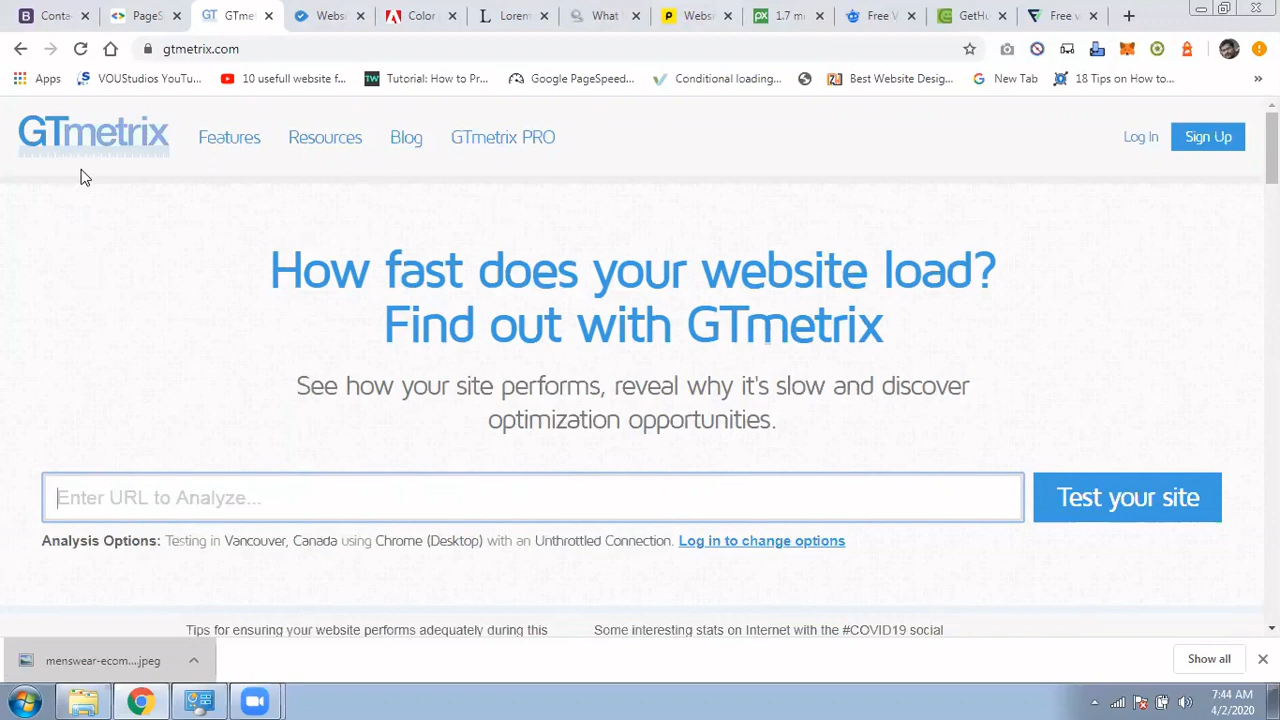 Conta
PageS
GTme
Websi
Color
Lorem
What
Webs
1.7 m
Free V
GetHu
Free v
gtmetrix.com
Apps
VOUStudios YouTu...
10 usefull website f...
Tutorial: How to Pr...
Google PageSpeed...
Conditional loading...
Best Website Desig...
New Tab
18 Tips on How to...
GTmetrix
Features
Resources
Blog
GTmetrix PRO
Log In
Sign Up
How fast does your website load?
Find out with GTmetrix
See how your site performs, reveal why it's slow and discover
optimization opportunities.
Enter URL to Analyze...
Test your site
Analysis Options: Testing in Vancouver, Canada using Chrome (Desktop) with an Unthrottled Connection. Log in to change options
Tips for ensuring your website performs adequately during this
Some interesting stats on Internet with the #COVID19 social
menswear-ecom....jpeg
Show all
7:44 AM
4/2/2020